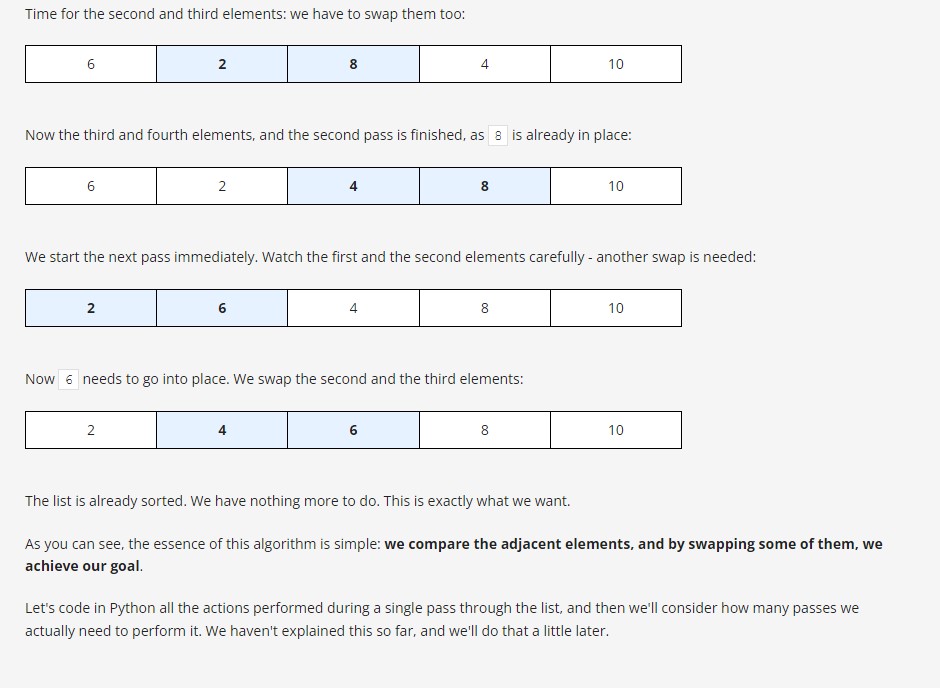 Time for the second and third elements: we have to swap them too:
6 2 8 4 10
Now the third and fourth elements, and the second pass is finished, as 8 is already in place:
6 2 4 8 10
We start the next pass immediately. Watch the first and the second elements carefully - another swap is needed:
2 6 4 8 10
Now 6 needs to go into place. We swap the second and the third elements:
2 4 6 8 10
The list is already sorted. We have nothing more to do. This is exactly what we want.
As you can see, the essence of this algorithm is simple: we compare the adjacent elements, and by swapping some of them, we
achieve our goal.
Let's code in Python all the actions performed during a single pass through the list, and then we'll consider how many passes we
actually need to perform it. We haven't explained this so far, and we'll do that a little later.